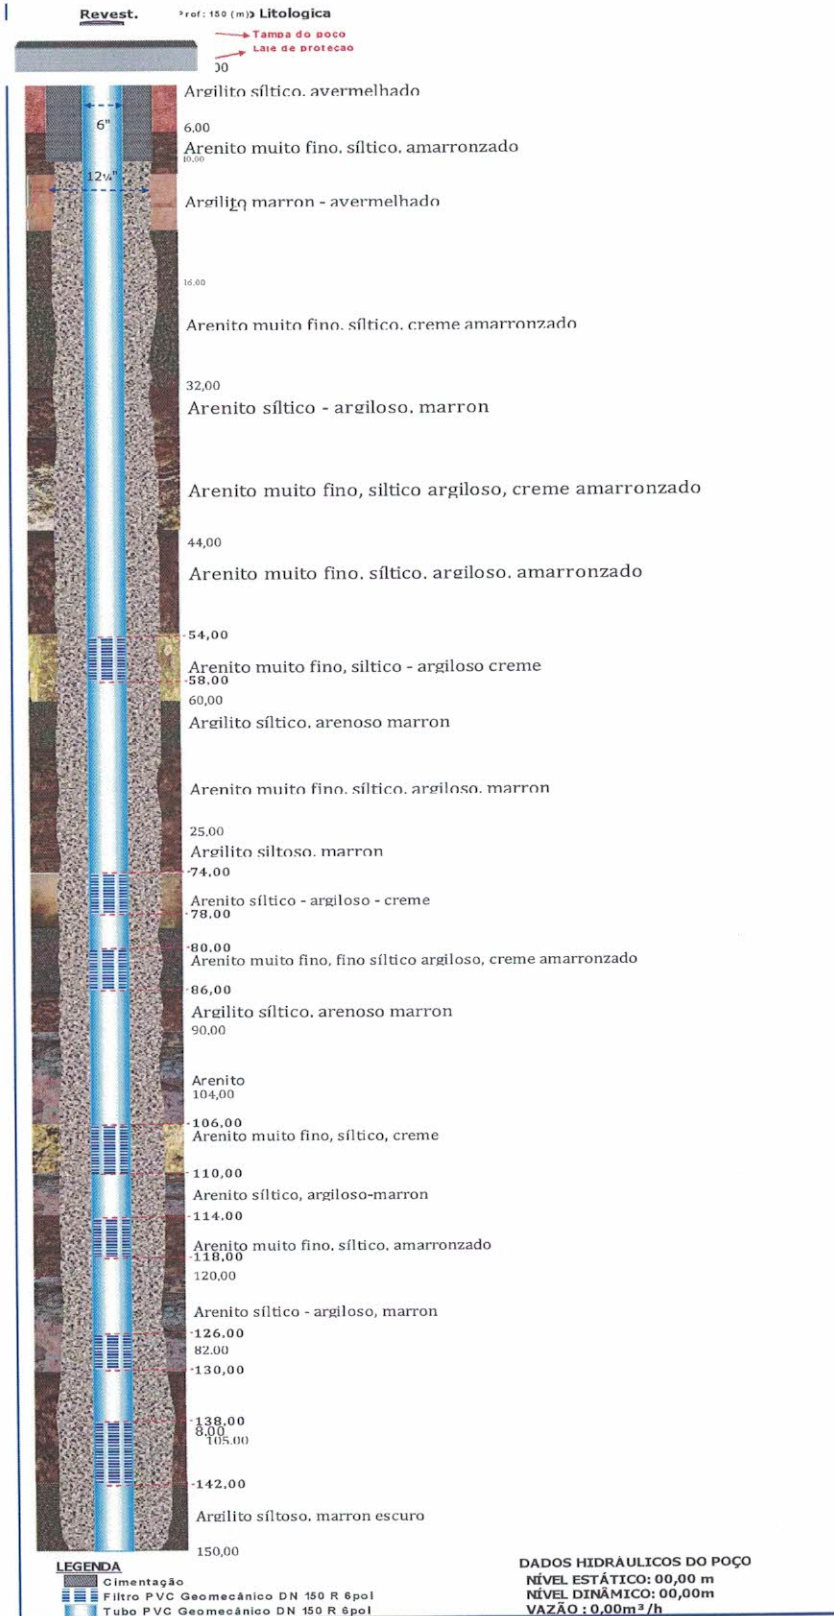 Revest. Prof: 150 (m) Litologica
Tampa do poço
Laje de proteção
00
Argilito síltico. avermelhado
6"
6,00
Arenito muito fino. síltico. amarronzado
10,00
12¼"
Argilito marron - avermelhado
16,00
Arenito muito fino. síltico. creme amarronzado
32,00
Arenito síltico - argiloso. marron
Arenito muito fino, siltico argiloso, creme amarronzado
44,00
Arenito muito fino. síltico. argiloso. amarronzado
54,00
Arenito muito fino, siltico - argiloso creme
58.00
60,00
Argilito síltico. arenoso marron
Arenito muito fino. síltico. argiloso. marron
25,00
Argilito siltoso. marron
74,00
Arenito síltico - argiloso - creme
78,00
80,00
Arenito muito fino, fino síltico argiloso, creme amarronzado
86,00
Argilito síltico. arenoso marron
90,00
Arenito
104,00
106,00
Arenito muito fino, síltico, creme
110,00
Arenito síltico, argiloso-marron
114.00
Arenito muito fino, síltico, amarronzado
118,00
120,00
Arenito síltico - argiloso, marron
126,00
82.00
130,00
138,00
8.00
105.00
142,00
Argilito síltoso, marron escuro
150,00
LEGENDA
Cimentação
Filtro PVC Geomecânico DN 150 R 6pol
Tubo PVC Geomecânico DN 150 R 6pol
DADOS HIDRÁULICOS DO POÇO
NÍVEL ESTÁTICO: 00,00 m
NÍVEL DINÂMICO: 00,00m
VAZÃO : 0,00m³/h